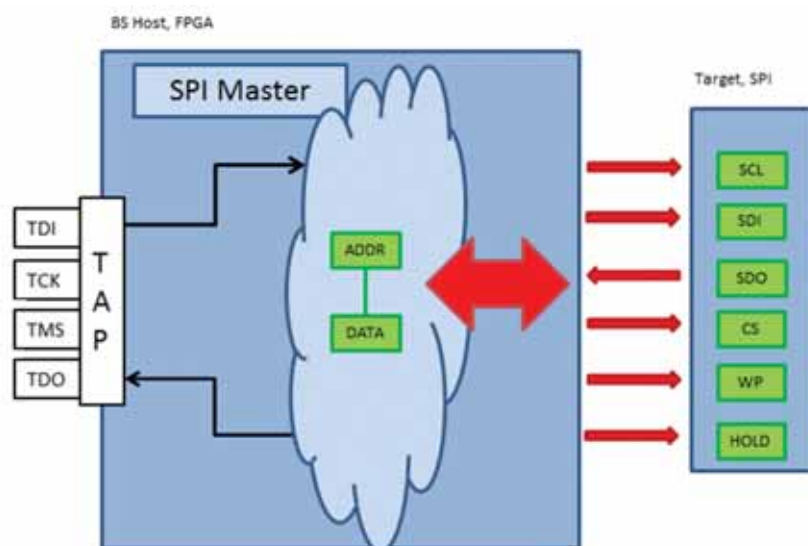 BS Host, FPGA
SPI Master
Target, SPI
TDI
TCK
TMS
TDO
TAP
ADDR
DATA
SCL
SDI
SDO
CS
WP
HOLD